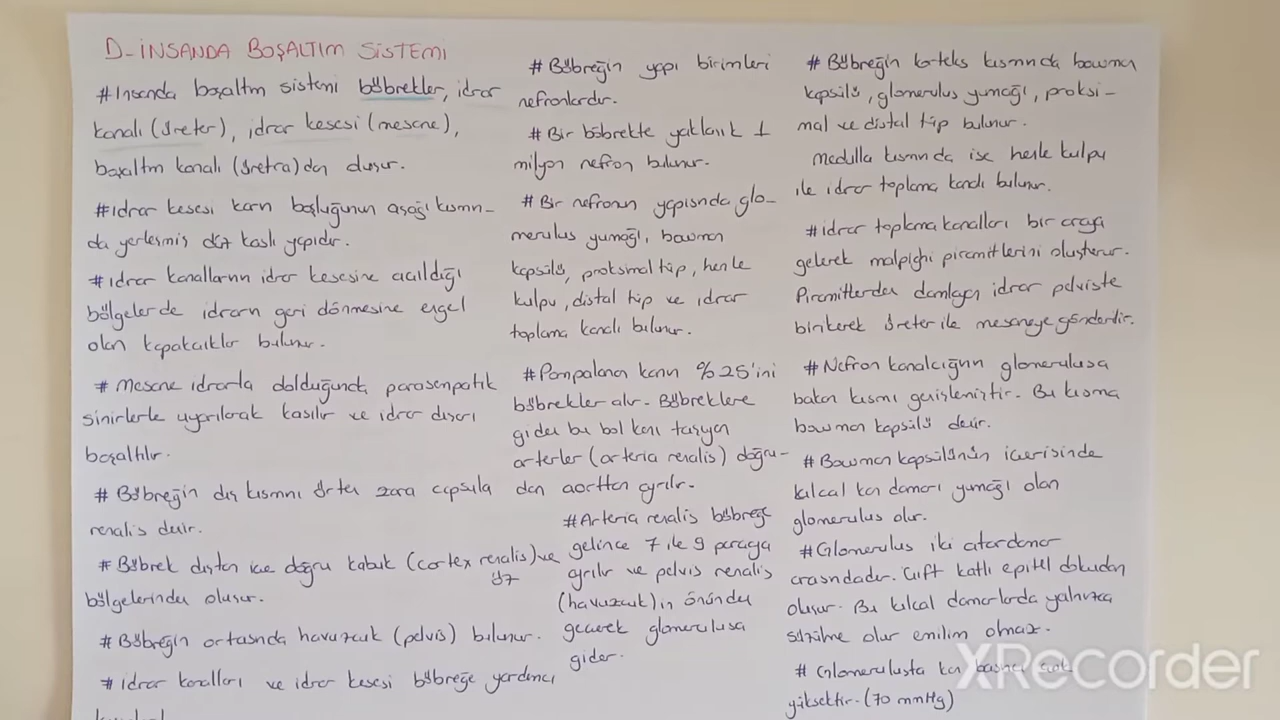 D- İNSANDA BOŞALTIM SİSTEMİ
#İnsanda boşaltım sistemi böbrekler, idrar
kanalı (üreter), idrar kesesi (mesane),
boşaltım kanalı (üretra)dan oluşur.
#idrar kesesi karın boşluğunun aşağı kısmın-
da yerleşmiş düz kaslı yapıdır.
# İdrar kanallarının idrar kesesine açıldığı
bölgelerde idrarın geri dönmesine engel
olan kapakçıklar bulunur.
# Mesane idrarla dolduğunda parasempatik
sinirlerle uyarılarak kasılır ve idrar dışarı
boşaltılır.
# Böbreğin dış kısmını örten zara capsula
renalis denir.
# Böbrek dıştan içe doğru kabuk (cortex renalis) ve
öz
bölgelerinden oluşur.
# Böbreğin ortasında havuzcuk (pelvis) bulunur.
# İdrar kanalları ve idrar kesesi böbreğe yardımcı
# Böbreğin yapı birimleri
nefronlardır.
# Bir böbrekte yaklaşık 1
milyon nefron bulunur.
# Bir nefronun yapısında glo-
merulus yumağı, bowman
kapsülü, proksimal tüp, henle
kulpu, distal tüp ve idrar
toplama kanalı bulunur.
# Pompalanan kanın %25'ini
böbrekler alır. Böbreklere
giden bu bol kanı taşıyan
arterler (arteria renalis) doğru-
dan aorttan ayrılır.
#Arteria renalis böbreğe
gelince 7 ile 9 parçaya
ayrılır ve pelvis renalis
(havuzcuk)in önünden
geçerek glomerulusa
gider.
# Böbreğin korteks kısmında bowman
kapsülü, glomerulus yumağı, proksi-
mal ve distal tüp bulunur.
Medulla kısmında ise henle kulpu
ile idrar toplama kanalı bulunur.
# idrar toplama kanalları bir araya
gelerek malpighi piramitlerini oluşturur.
Piramitlerden damlayan idrar pelviste
birikerek üreter ile mesaneye gönderilir.
# Nefron kanalcığının glomerulusa
bakan kısmı genişlemiştir. Bu kısma
bowman kapsülü denir.
# Bowman kapsülünün içerisinde
kılcal kan damarı yumağı olan
glomerulus olur.
# Glomerulus iki atardamar
arasındadır. Çift katlı epitel dokudan
oluşur. Bu kılcal damarlarda yalnızca
süzülme olur emilim olmaz.
# Glomerulusta kan basıncı çok
yüksektir. (70 mmHg)
XRecorder